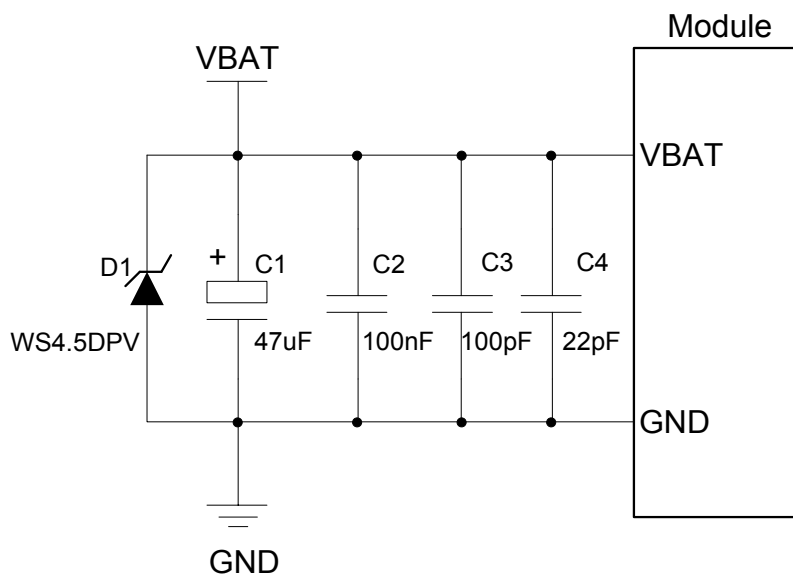 Module
VBAT
VBAT
D1
+
C1
C2
C3
C4
WS4.5DPV
47uF
100nF
100pF
22pF
GND
GND